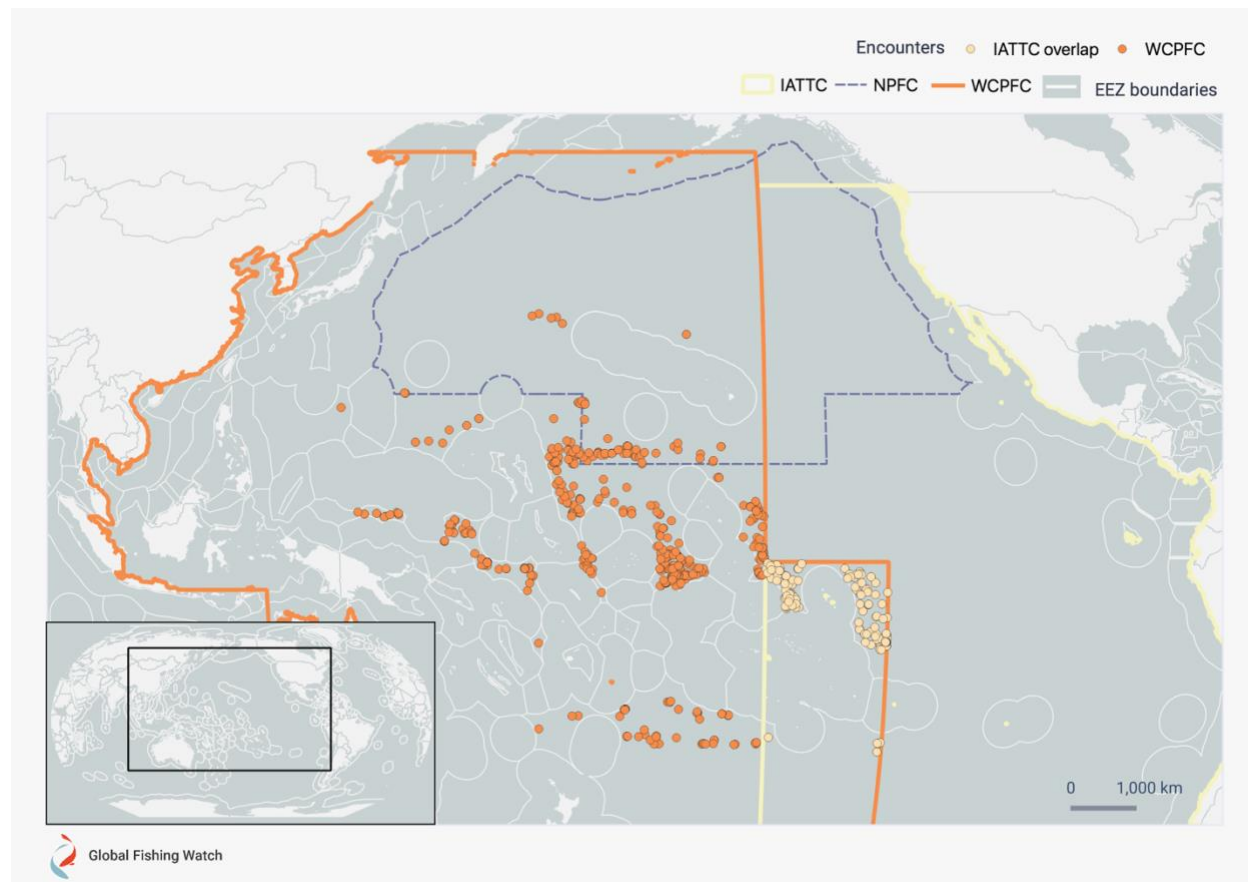 Encounters IATTC overlap WCPFC
IATTC NPFC WCPFC EEZ boundaries
0 1,000 km
Global Fishing Watch